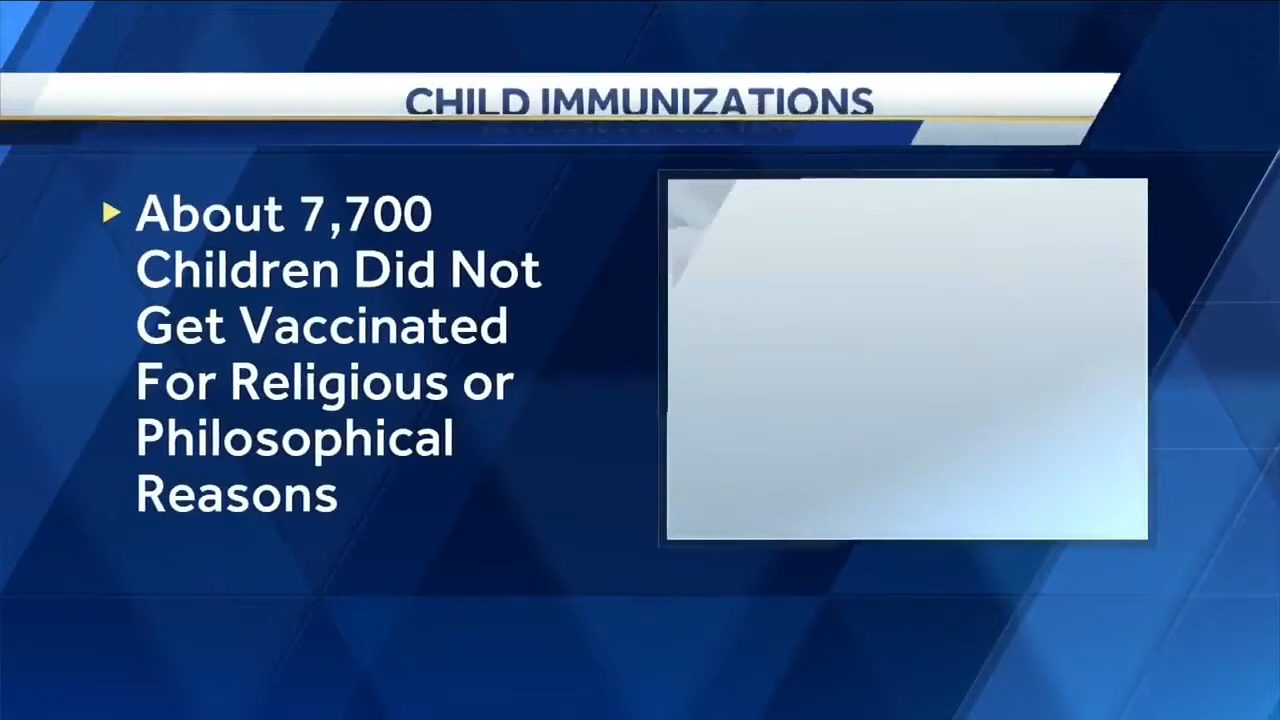 CHILD IMMUNIZATIONS
About 7,700
Children Did Not
Get Vaccinated
For Religious or
Philosophical
Reasons